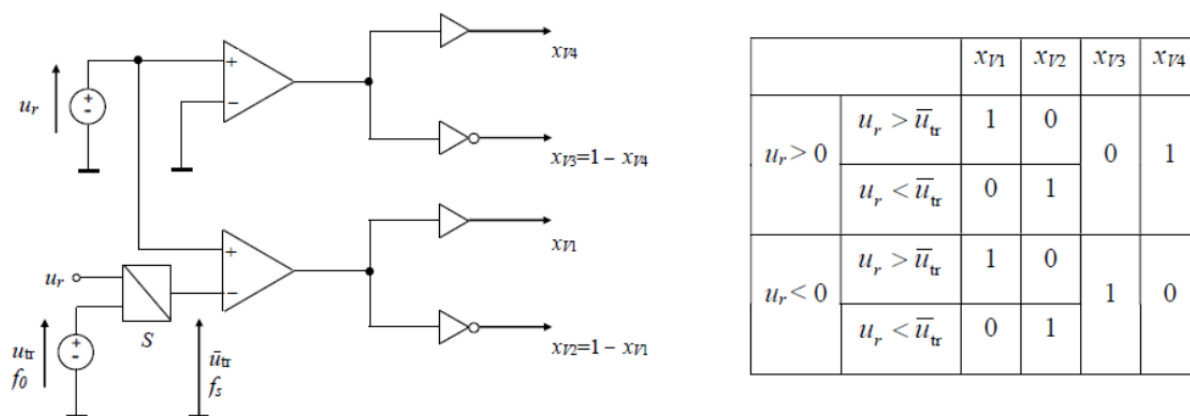 x_V4
u_r
+
−
+
-
x_V3=1 – x_V4
x_V1
+
−
u_r
S
u_tr
f_0
+
-
ū_tr
f_s
x_V2=1 – x_V1
x_V1 x_V2 x_V3 x_V4
u_r > 0
u_r > ū_tr 1 0
0 1
u_r < ū_tr 0 1
u_r < 0
u_r > ū_tr 1 0
1 0
u_r < ū_tr 0 1